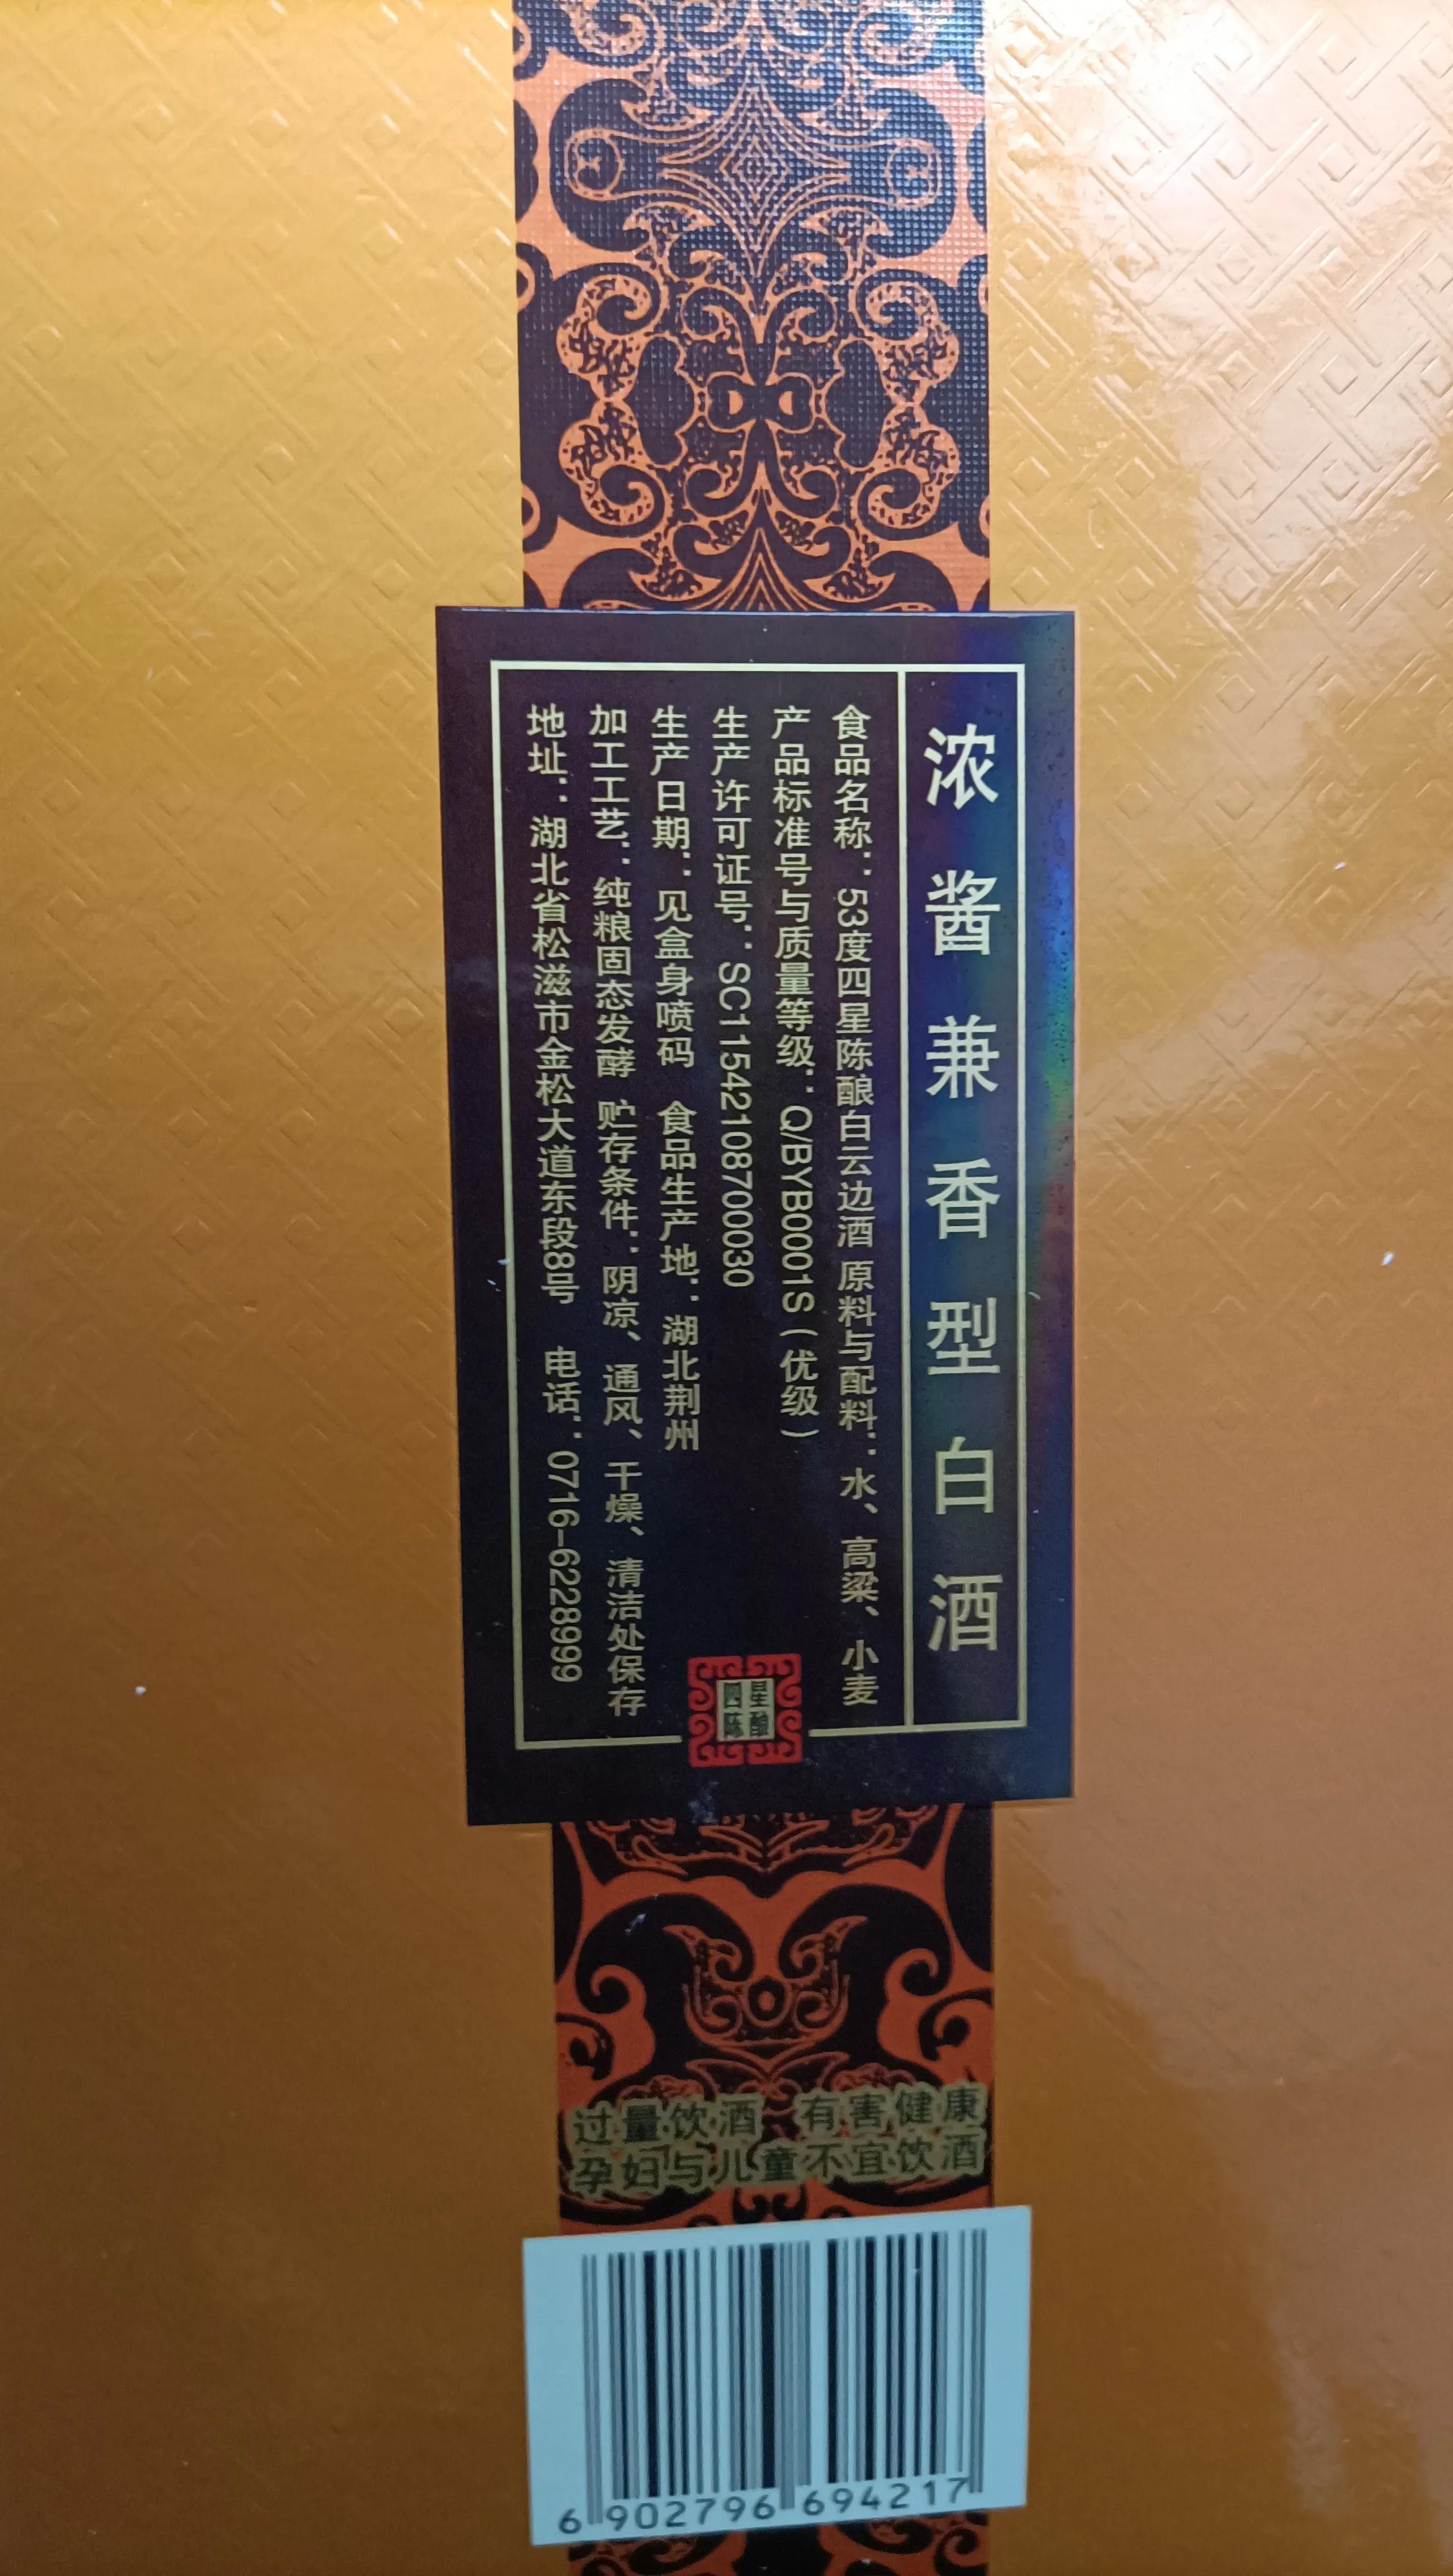 浓酱兼香型白酒
食品名称：53度四星陈酿白云边酒 原料与配料：水、高粱、小麦
产品标准号与质量等级：Q/BYB0001S(优级)
生产许可证号：SC11542108700030
生产日期：见盒身喷码 食品生产地：湖北荆州
加工工艺：纯粮固态发酵 贮存条件：阴凉、通风、干燥、清洁处保存
地址：湖北省松滋市金松大道东段8号 电话：0716-6228999
四星
陈酿
过量饮酒、有害健康
孕妇与儿童不宜饮酒
6 902796 694217